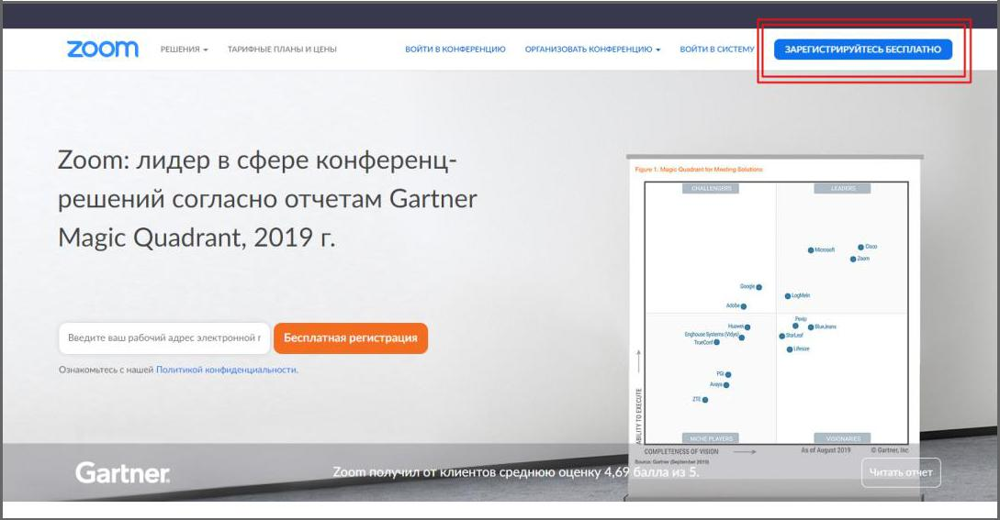 zoom
РЕШЕНИЯ
ТАРИФНЫЕ ПЛАНЫ И ЦЕНЫ
ВОЙТИ В КОНФЕРЕНЦИЮ
ОРГАНИЗОВАТЬ КОНФЕРЕНЦИЮ
ВОЙТИ В СИСТЕМУ
ЗАРЕГИСТРИРУЙТЕСЬ БЕСПЛАТНО
Zoom: лидер в сфере конференц-
решений согласно отчетам Gartner
Magic Quadrant, 2019 г.
Введите ваш рабочий адрес электронной г
Бесплатная регистрация
Ознакомьтесь с нашей Политикой конфиденциальности.
Figure 1. Magic Quadrant for Meeting Solutions
CHALLENGERS
LEADERS
Microsoft
Cisco
Zoom
Google
LogMeIn
Adobe
Pexip
Huawei
BlueJeans
Enghouse Systems (Vidyo)
StarLeaf
TrueConf
Lifesize
PGi
Avaya
ZTE
ABILITY TO EXECUTE
NICHE PLAYERS
VISIONARIES
COMPLETENESS OF VISION
As of August 2019
© Gartner, Inc
Source: Gartner (September 2019)
Gartner.
Zoom получил от клиентов среднюю оценку 4,69 балла из 5.
Читать отчет